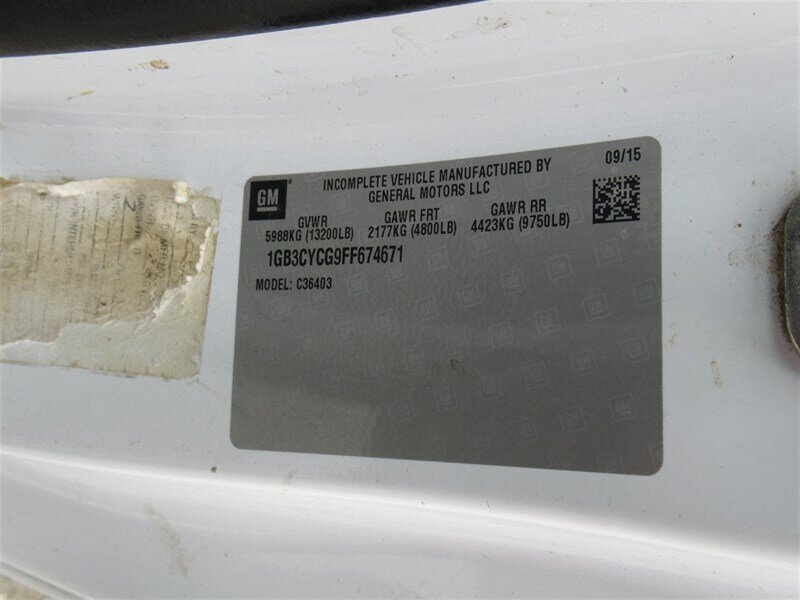 09/15
GM
INCOMPLETE VEHICLE MANUFACTURED BY
GENERAL MOTORS LLC
GVWR GAWR FRT GAWR RR
5988KG (13200LB) 2177KG (4800LB) 4423KG (9750LB)
1GB3CYCG9FF674671
MODEL: C36403